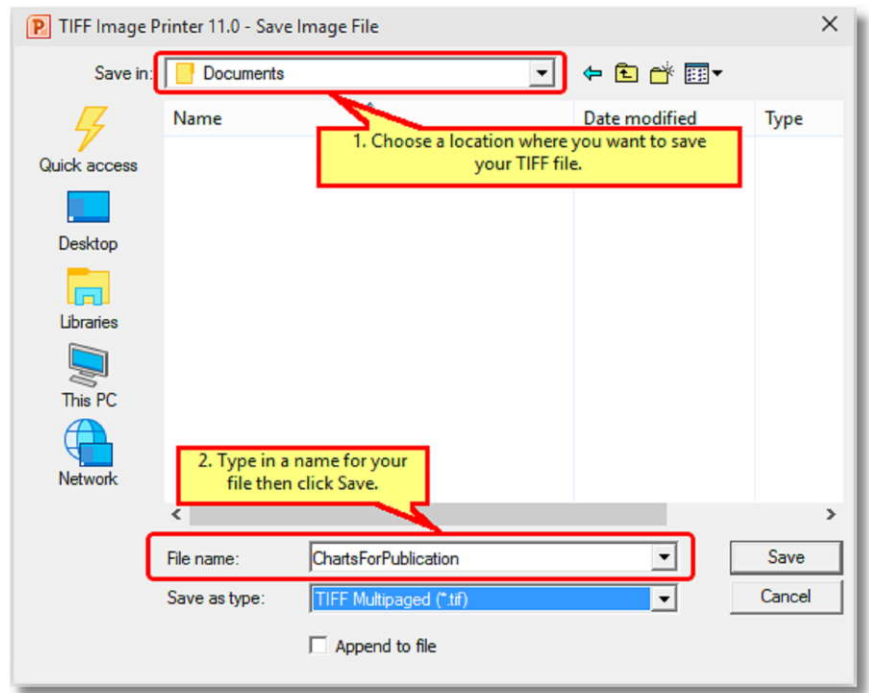 TIFF Image Printer 11.0 - Save Image File
Save in: Documents
Name Date modified Type
1. Choose a location where you want to save
your TIFF file.
Quick access
Desktop
Libraries
This PC
Network
2. Type in a name for your
file then click Save.
File name: ChartsForPublication Save
Save as type: TIFF Multipaged (*.tif) Cancel
Append to file